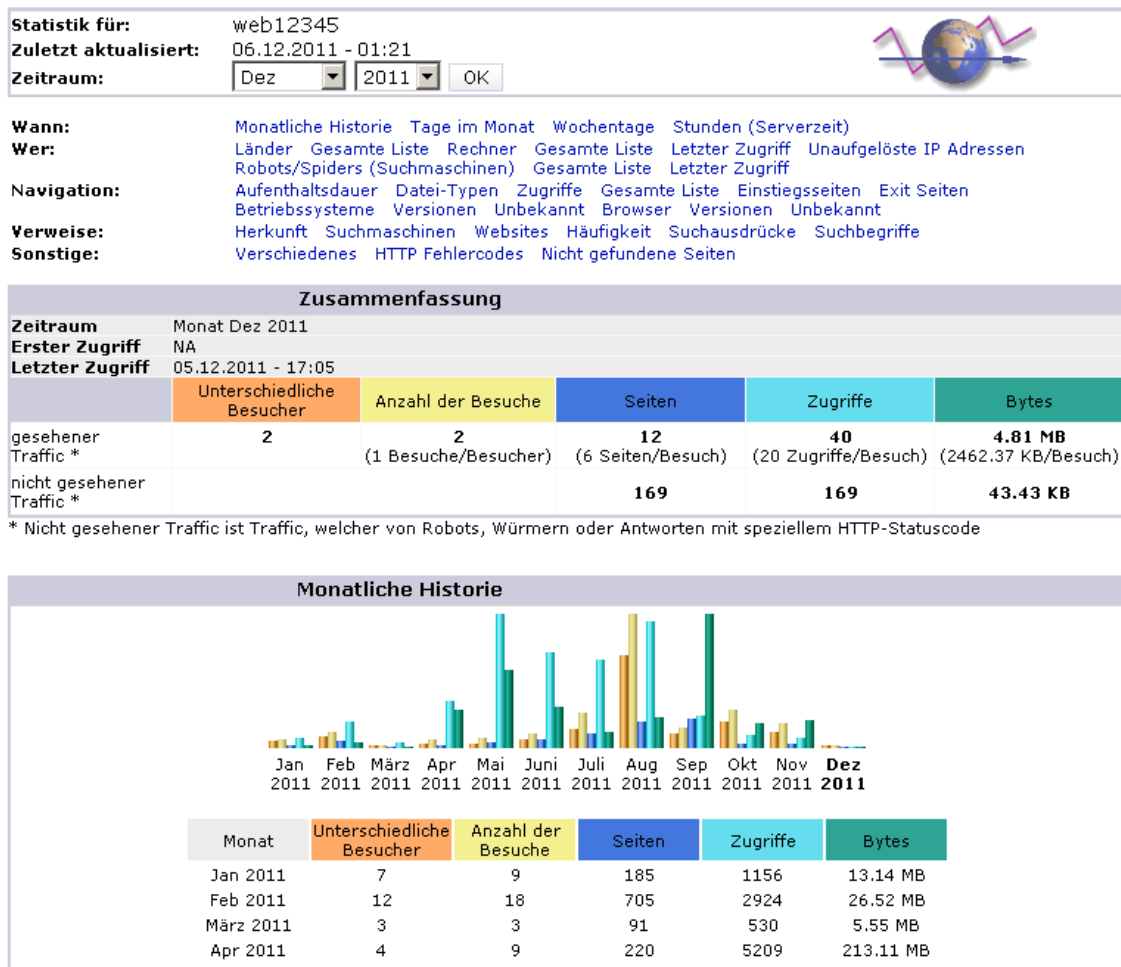 Statistik für: web12345
Zuletzt aktualisiert: 06.12.2011 - 01:21
Zeitraum: Dez 2011 OK
Wann: Monatliche Historie Tage im Monat Wochentage Stunden (Serverzeit)
Wer: Länder Gesamte Liste Rechner Gesamte Liste Letzter Zugriff Unaufgelöste IP Adressen
Robots/Spiders (Suchmaschinen) Gesamte Liste Letzter Zugriff
Navigation: Aufenthaltsdauer Datei-Typen Zugriffe Gesamte Liste Einstiegsseiten Exit Seiten
Betriebssysteme Versionen Unbekannt Browser Versionen Unbekannt
Verweise: Herkunft Suchmaschinen Websites Häufigkeit Suchausdrücke Suchbegriffe
Sonstige: Verschiedenes HTTP Fehlercodes Nicht gefundene Seiten
Zusammenfassung
Zeitraum Monat Dez 2011
Erster Zugriff NA
Letzter Zugriff 05.12.2011 - 17:05
Unterschiedliche Besucher Anzahl der Besuche Seiten Zugriffe Bytes
gesehener Traffic * 2 2 12 40 4.81 MB
(1 Besuche/Besucher) (6 Seiten/Besuch) (20 Zugriffe/Besuch) (2462.37 KB/Besuch)
nicht gesehener Traffic * 169 169 43.43 KB
* Nicht gesehener Traffic ist Traffic, welcher von Robots, Würmern oder Antworten mit speziellem HTTP-Statuscode
Monatliche Historie
Jan Feb März Apr Mai Juni Juli Aug Sep Okt Nov Dez
2011 2011 2011 2011 2011 2011 2011 2011 2011 2011 2011 2011
Monat Unterschiedliche Besucher Anzahl der Besuche Seiten Zugriffe Bytes
Jan 2011 7 9 185 1156 13.14 MB
Feb 2011 12 18 705 2924 26.52 MB
März 2011 3 3 91 530 5.55 MB
Apr 2011 4 9 220 5209 213.11 MB